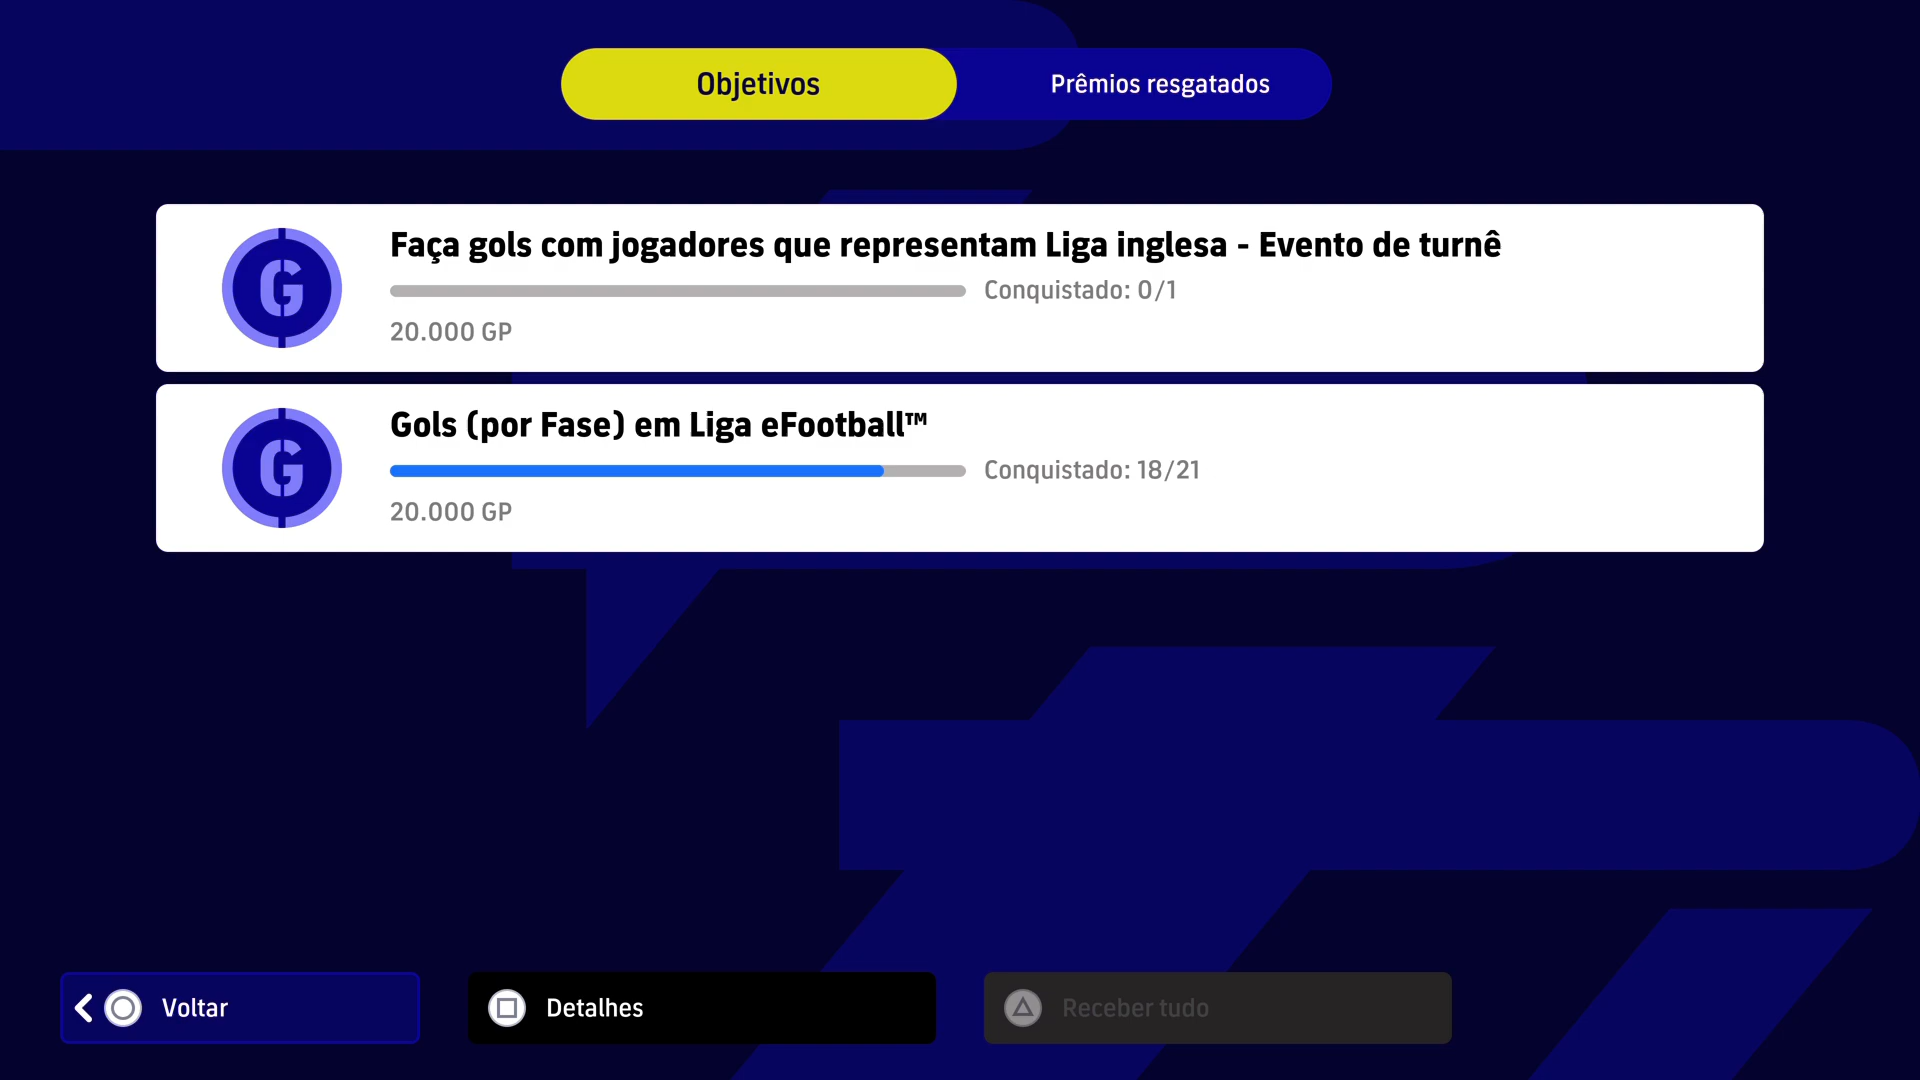 Objetivos
Prêmios resgatados
G
Faça gols com jogadores que representam Liga inglesa - Evento de turnê
Conquistado: 0/1
20.000 GP
G
Gols (por Fase) em Liga eFootball™
Conquistado: 18/21
20.000 GP
Voltar
Detalhes
Receber tudo